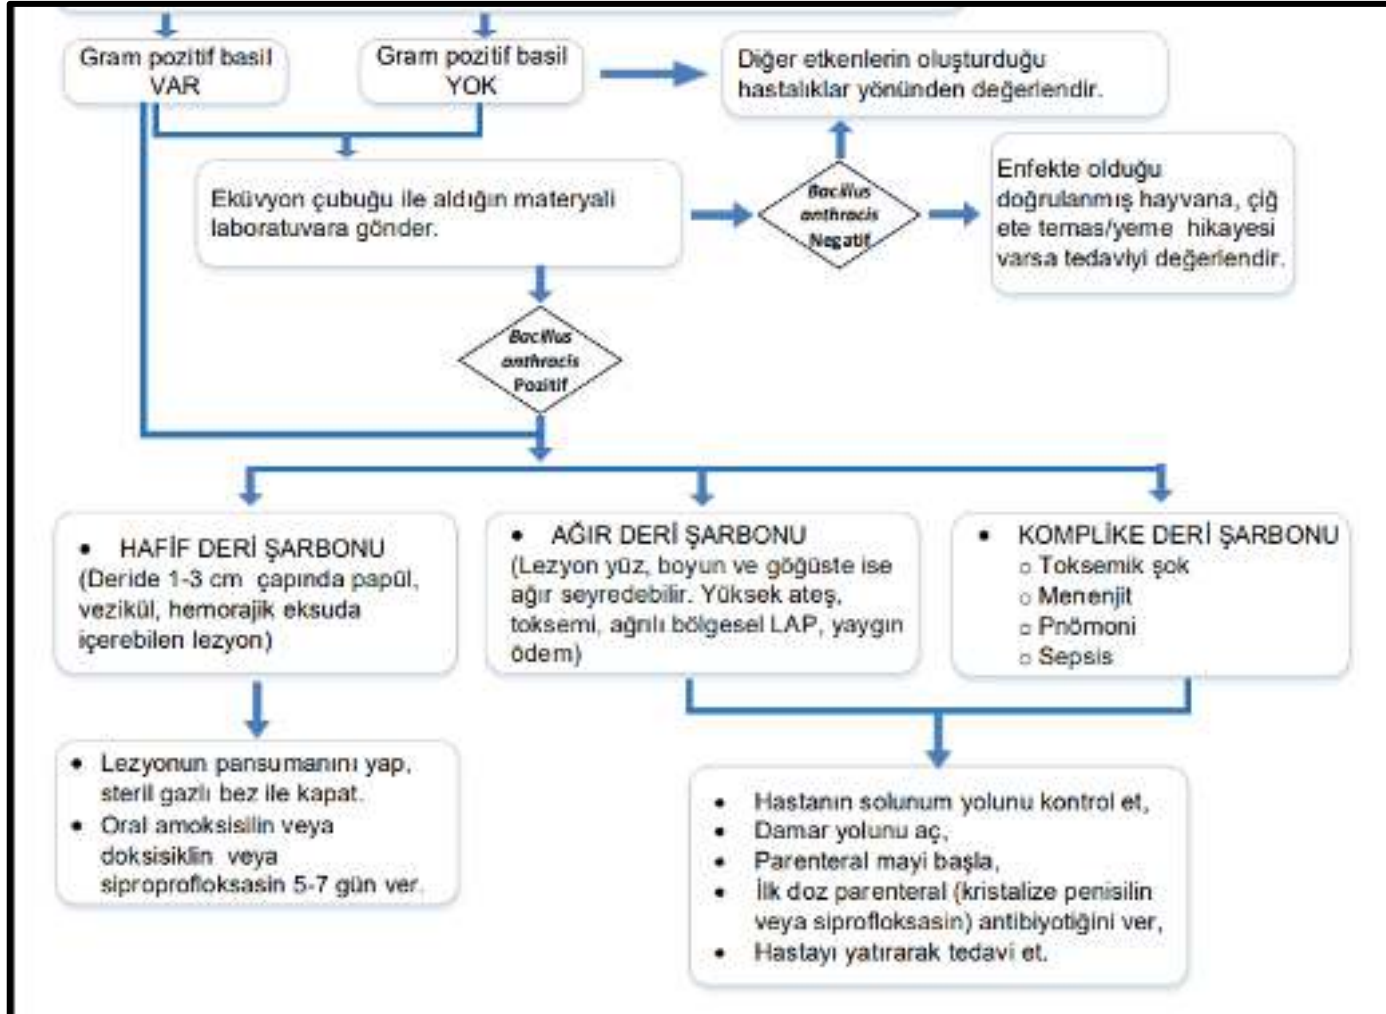 Gram pozitif basil
VAR
Gram pozitif basil
YOK
Diğer etkenlerin oluşturduğu
hastalıklar yönünden değerlendir.
Eküvyon çubuğu ile aldığın materyali
laboratuvara gönder.
Bacillus
anthracis
Negatif
Enfekte olduğu
doğrulanmış hayvana, çiğ
ete temas/yeme hikayesi
varsa tedaviyi değerlendir.
Bacillus
anthracis
Pozitif
• HAFİF DERİ ŞARBONU
(Deride 1-3 cm çapında papül,
vezikül, hemorajik eksuda
içerebilen lezyon)
• AĞIR DERİ ŞARBONU
(Lezyon yüz, boyun ve göğüste ise
ağır seyredebilir. Yüksek ateş,
toksemi, ağrılı bölgesel LAP, yaygın
ödem)
• KOMPLİKE DERİ ŞARBONU
o Toksemik şok
o Menenjit
o Pnömoni
o Sepsis
• Lezyonun pansumanını yap,
steril gazlı bez ile kapat.
• Oral amoksisilin veya
doksisiklin veya
siproprofloksasin 5-7 gün ver.
• Hastanın solunum yolunu kontrol et,
• Damar yolunu aç,
• Parenteral mayi başla,
• İlk doz parenteral (kristalize penisilin
veya siprofloksasin) antibiyotiğini ver,
• Hastayı yatırarak tedavi et.